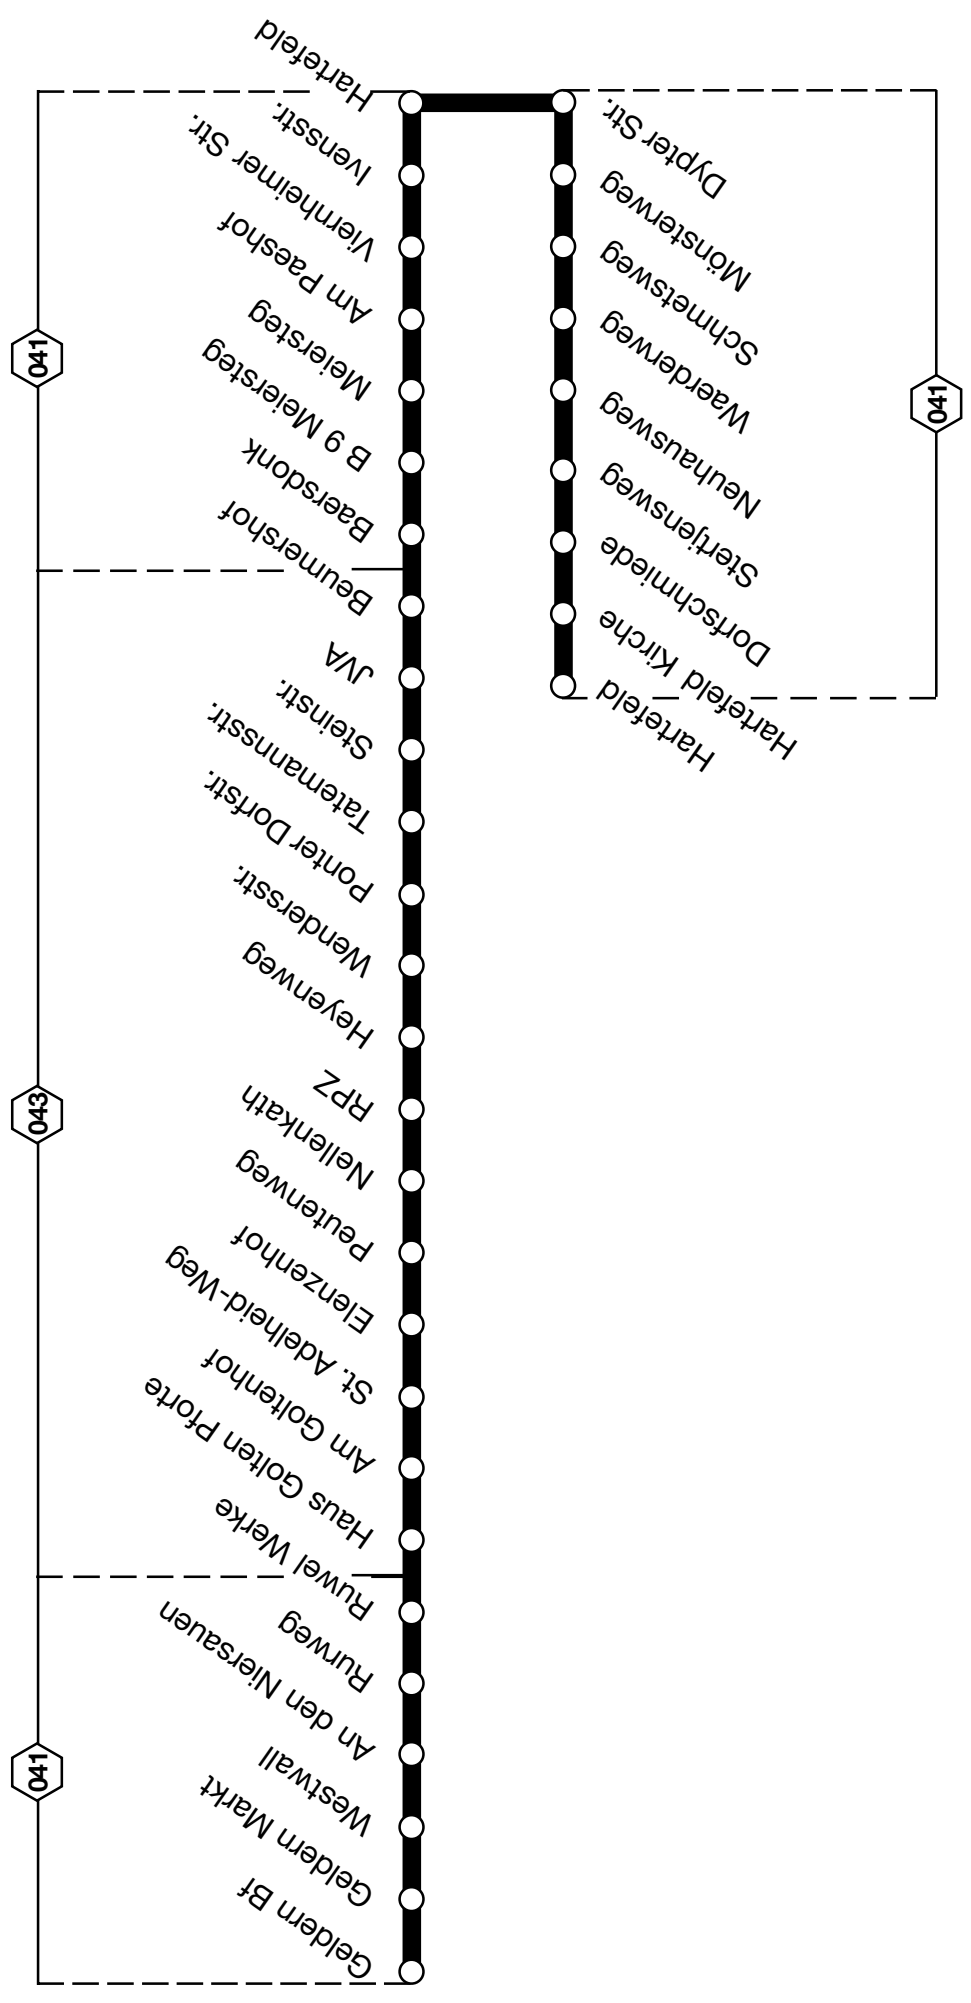 Hartefeld
Ivensstr.
Viernheimer Str.
Am Paeshof
Meiersteg
B 9 Meiersteg
Baersdonk
Beumershof
JVA
Steinstr.
Tatemannsstr.
Ponter Dorfstr.
Wendersstr.
Heyenweg
RPZ
Nellenkath
Peutenweg
Elenzenhof
St. Adelheid-Weg
Am Goltenhof
Haus Golten Pforte
Ruwel Werke
Rurweg
An den Niersauen
Westwall
Geldern Markt
Geldern Bf
041
043
041
Dypter Str.
Mönsterweg
Schmetsweg
Waerderweg
Neuhausweg
Stertjensweg
Dorfschmiede
Hartefeld Kirche
Hartefeld
041